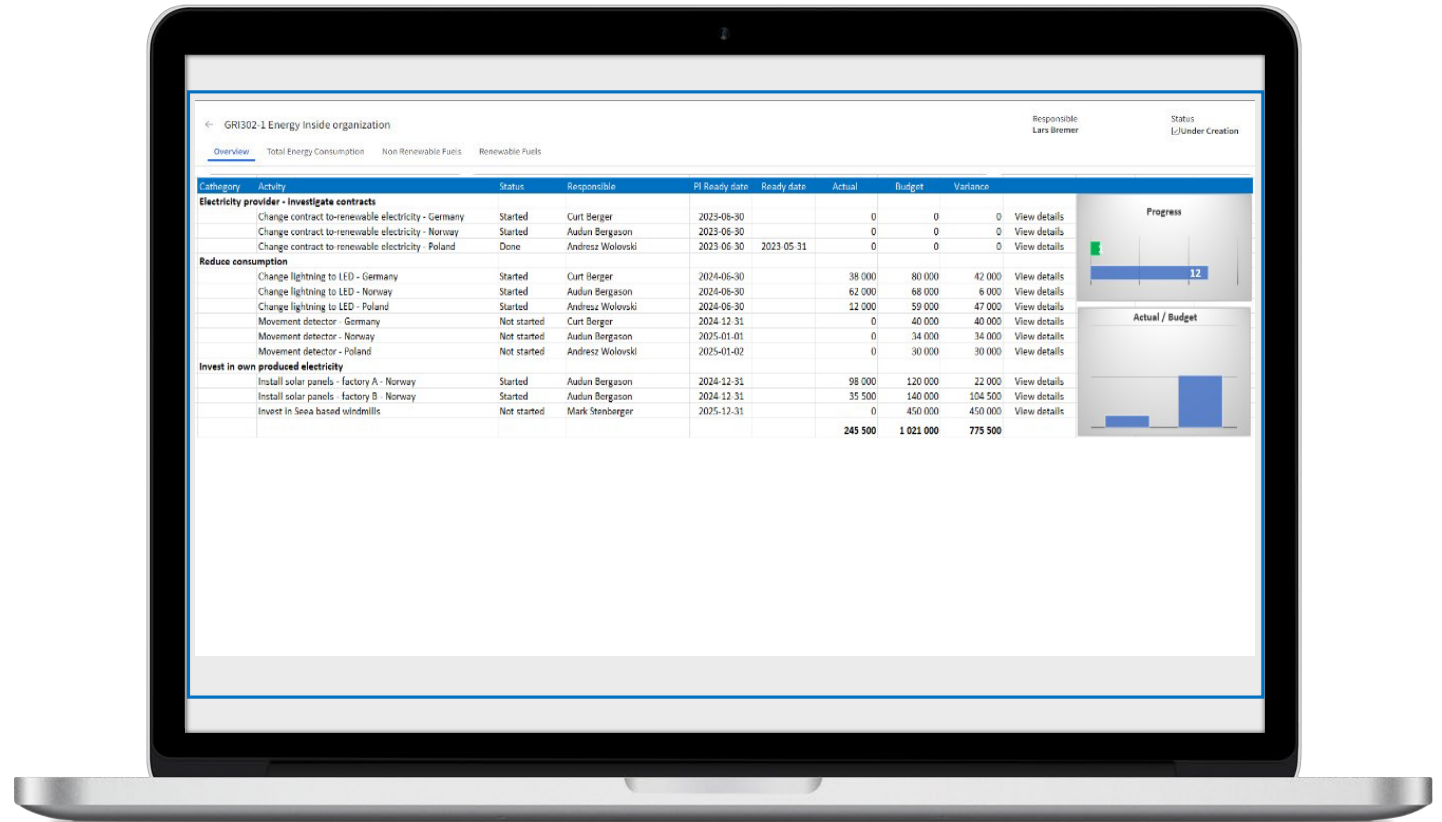 ← GRI302-1 Energy Inside organization
Responsible
Lars Bremer
Status
Under Creation
Overview Total Energy Consumption Non Renewable Fuels Renewable Fuels
Cathegory Actvity Status Responsible Pl Ready date Ready date Actual Budget Variance
Electricity provider - investigate contracts
Change contract to-renewable electricity - Germany Started Curt Berger 2023-06-30 0 0 0 View details
Change contract to-renewable electricity - Norway Started Audun Bergason 2023-06-30 0 0 0 View details
Change contract to-renewable electricity - Poland Done Andresz Wolovski 2023-06-30 2023-05-31 0 0 0 View details
Reduce consumption
Change lightning to LED - Germany Started Curt Berger 2024-06-30 38 000 80 000 42 000 View details
Change lightning to LED - Norway Started Audun Bergason 2024-06-30 62 000 68 000 6 000 View details
Change lightning to LED - Poland Started Andresz Wolovski 2024-06-30 12 000 59 000 47 000 View details
Movement detector - Germany Not started Curt Berger 2024-12-31 0 40 000 40 000 View details
Movement detector - Norway Not started Audun Bergason 2025-01-01 0 34 000 34 000 View details
Movement detector - Poland Not started Andresz Wolovski 2025-01-02 0 30 000 30 000 View details
Invest in own produced electricity
Install solar panels - factory A - Norway Started Audun Bergason 2024-12-31 98 000 120 000 22 000 View details
Install solar panels - factory B - Norway Started Audun Bergason 2024-12-31 35 500 140 000 104 500 View details
Invest in Seea based windmills Not started Mark Stenberger 2025-12-31 0 450 000 450 000 View details
245 500 1 021 000 775 500
Progress
12
Actual / Budget